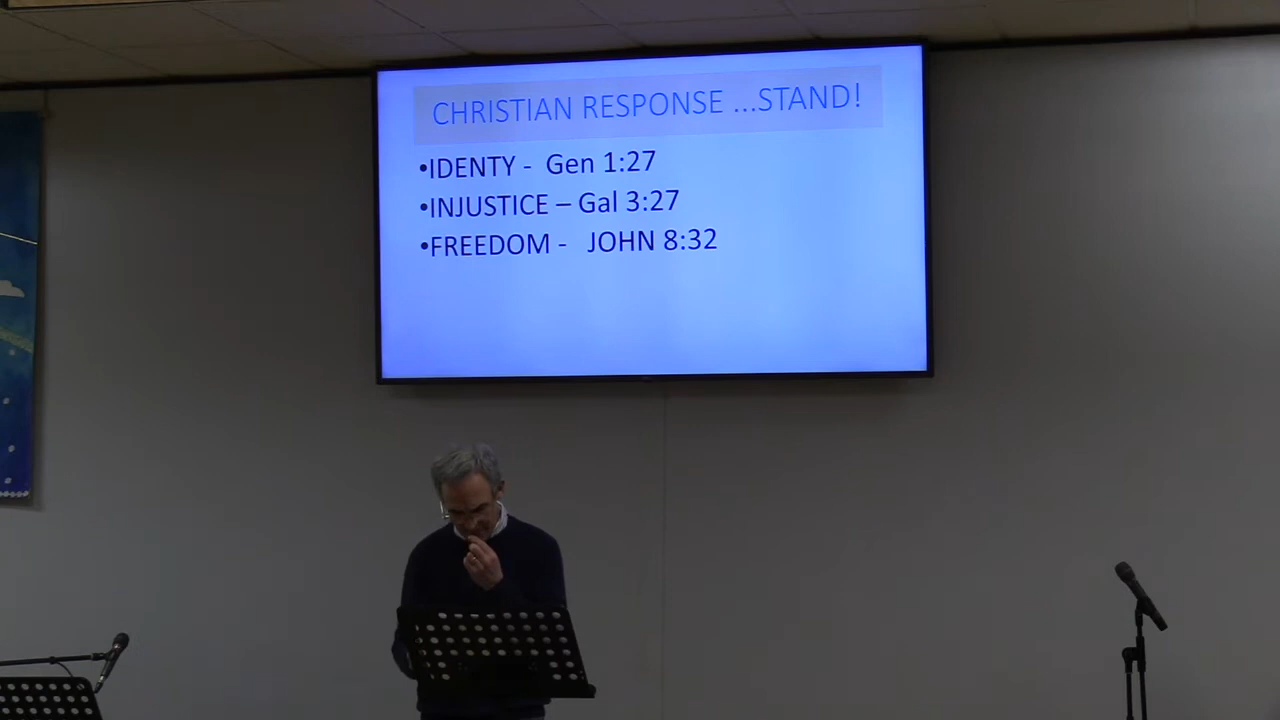 CHRISTIAN RESPONSE ...STAND!
•IDENTY - Gen 1:27
•INJUSTICE – Gal 3:27
•FREEDOM - JOHN 8:32